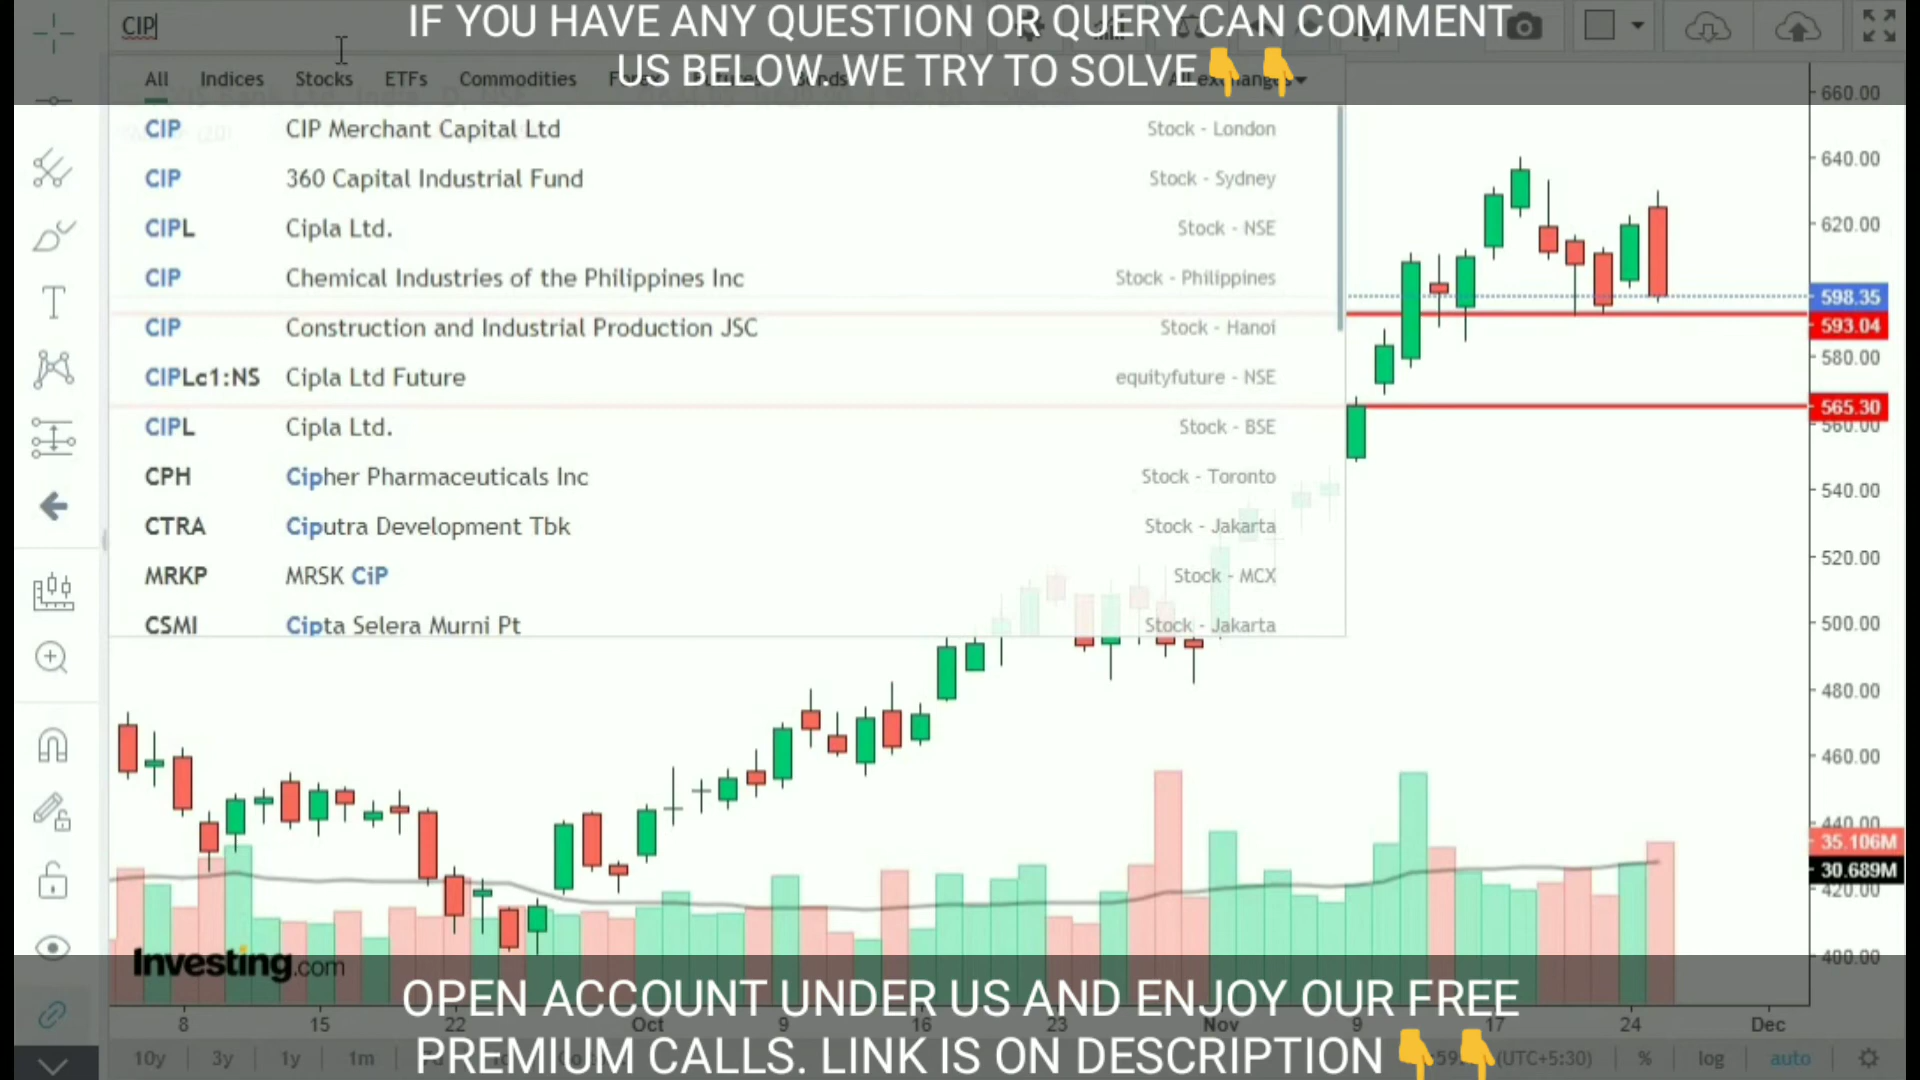 CIP
IF YOU HAVE ANY QUESTION OR QUERY CAN COMMENT
US BELOW. WE TRY TO SOLVE👇👇
All Indices Stocks ETFs Commodities
CIP CIP Merchant Capital Ltd Stock - London
CIP 360 Capital Industrial Fund Stock - Sydney
CIPL Cipla Ltd. Stock - NSE
CIP Chemical Industries of the Philippines Inc Stock - Philippines
CIP Construction and Industrial Production JSC Stock - Hanoi
CIPLc1:NS Cipla Ltd Future equityfuture - NSE
CIPL Cipla Ltd. Stock - BSE
CPH Cipher Pharmaceuticals Inc Stock - Toronto
CTRA Ciputra Development Tbk Stock - Jakarta
MRKP MRSK CiP Stock - MCX
CSMI Cipta Selera Murni Pt Stock - Jakarta
660.00
640.00
620.00
598.35
593.04
580.00
565.30
560.00
540.00
520.00
500.00
480.00
460.00
440.00
35.106M
30.689M
420.00
400.00
Investing.com
OPEN ACCOUNT UNDER US AND ENJOY OUR FREE
8 15 22 Oct 9 16 23 Nov 9 17 24 Dec
PREMIUM CALLS. LINK IS ON DESCRIPTION 👇👇
10y 3y 1y 1m (UTC+5:30) % log auto